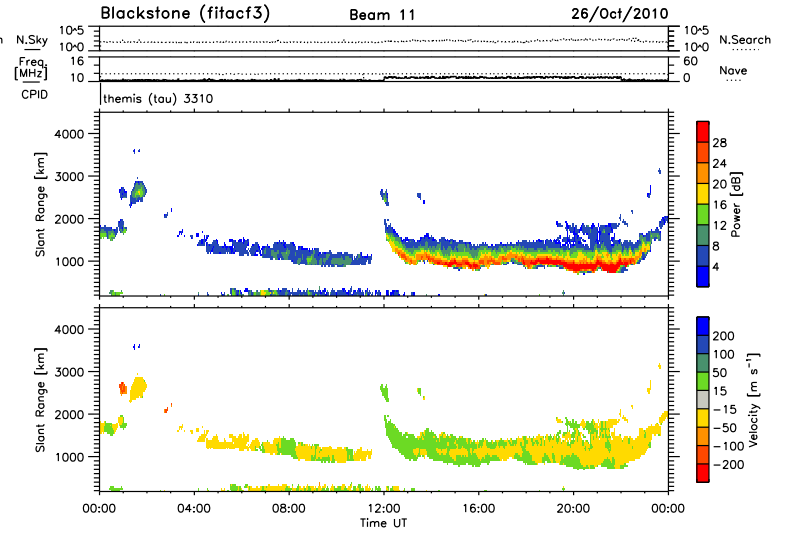 Blackstone (fitacf3) Beam 11 26/Oct/2010
N.Sky 10^5 10^0 10^5 10^0 N.Search
Freq. [MHz] 16 10 60 0 Nave
CPID themis (tau) 3310
Slant Range [km]
4000
3000
2000
1000
28
24
20
16
12
8
4
Power [dB]
Slant Range [km]
4000
3000
2000
1000
200
100
50
15
-15
-50
-100
-200
Velocity [m s⁻¹]
00:00 04:00 08:00 12:00 16:00 20:00 00:00
Time UT